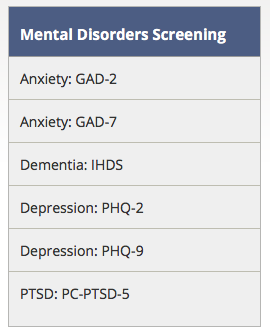 Mental Disorders Screening
Anxiety: GAD-2
Anxiety: GAD-7
Dementia: IHDS
Depression: PHQ-2
Depression: PHQ-9
PTSD: PC-PTSD-5